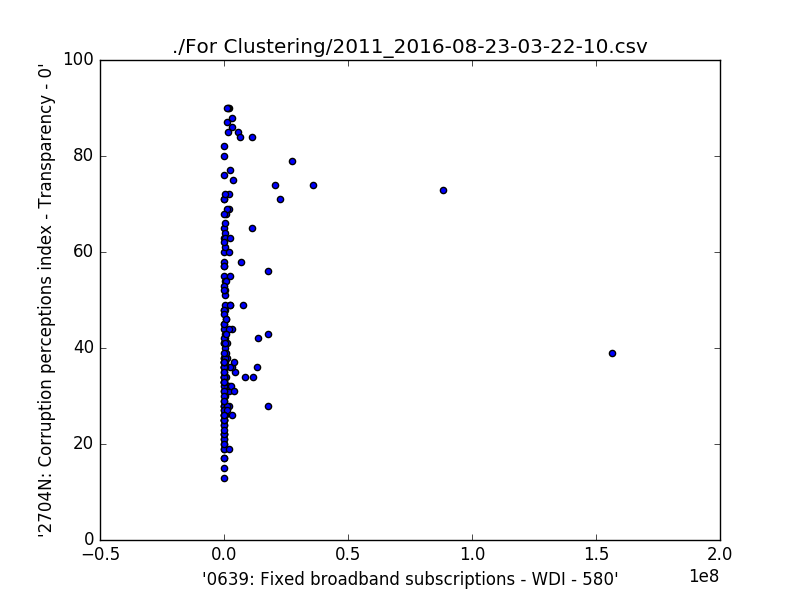 ./For Clustering/2011_2016-08-23-03-22-10.csv
'2704N: Corruption perceptions index - Transparency - 0'
100
80
60
40
20
0
−0.5 0.0 0.5 1.0 1.5 2.0
1e8
'0639: Fixed broadband subscriptions - WDI - 580'